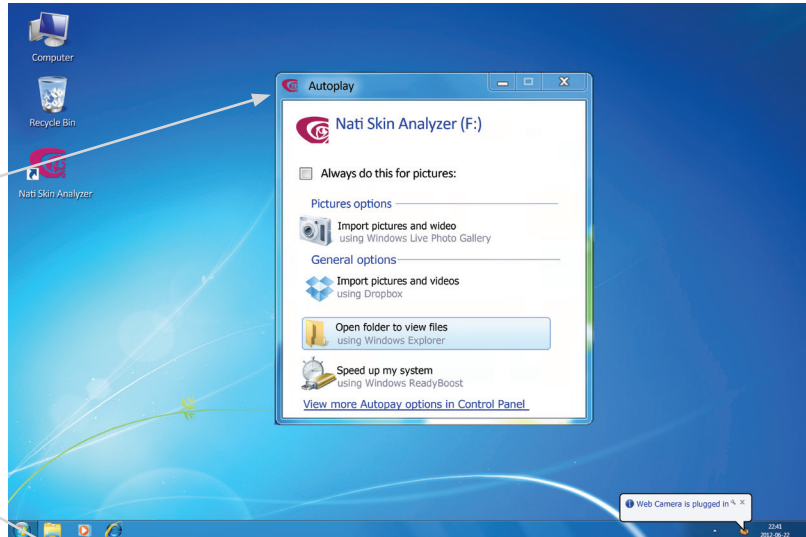 Computer
Recycle Bin
Nati Skin Analyzer
Autoplay
Nati Skin Analyzer (F:)
Always do this for pictures:
Pictures options
Import pictures and wideo
using Windows Live Photo Gallery
General options
Import pictures and videos
using Dropbox
Open folder to view files
using Windows Explorer
Speed up my system
using Windows ReadyBoost
View more Autopay options in Control Panel
Web Camera is plugged in
22:41
2012-06-22